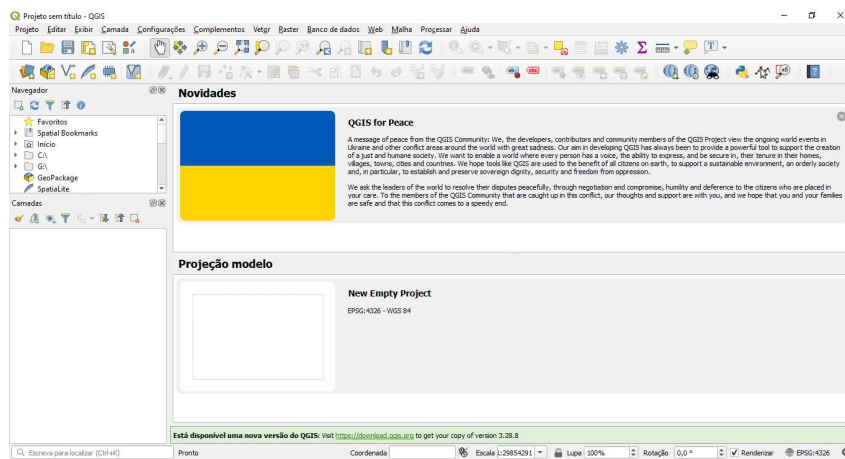 Projeto sem título - QGIS
Projeto Editar Exibir Camada Configurações Complementos Vetor Raster Banco de dados Web Malha Processar Ajuda
Navegador
Favoritos
Spatial Bookmarks
Início
C:\
G:\
GeoPackage
SpatiaLite
Camadas
Novidades
QGIS for Peace
A message of peace from the QGIS Community: We, the developers, contributors and community members of the QGIS Project view the ongoing world events in
Ukraine and other conflict areas around the world with great sadness. Our aim in developing QGIS has always been to provide a powerful tool to support the creation
of a just and humane society. We want to enable a world where every person has a voice, the ability to express, and be secure in, their tenure in their homes,
villages, towns, cities and countries. We hope tools like QGIS are used to the benefit of all citizens on earth, to support a sustainable environment, an orderly society
and, in particular, to establish and preserve sovereign dignity, security and freedom from oppression.
We ask the leaders of the world to resolve their disputes peacefully, through negotiation and compromise, humility and deference to the citizens who are placed in
your care. To the members of the QGIS Community that are caught up in this conflict, our thoughts and support are with you, and we hope that you and your families
are safe and that this conflict comes to a speedy end.
Projeção modelo
New Empty Project
EPSG:4326 - WGS 84
Está disponível uma nova versão do QGIS: Visit https://download.qgis.org to get your copy of version 3.28.8
Escreva para localizar (Ctrl+K) Pronto Coordenada Escala 1:29854291 Lupa 100% Rotação 0,0 ° Renderizar EPSG:4326